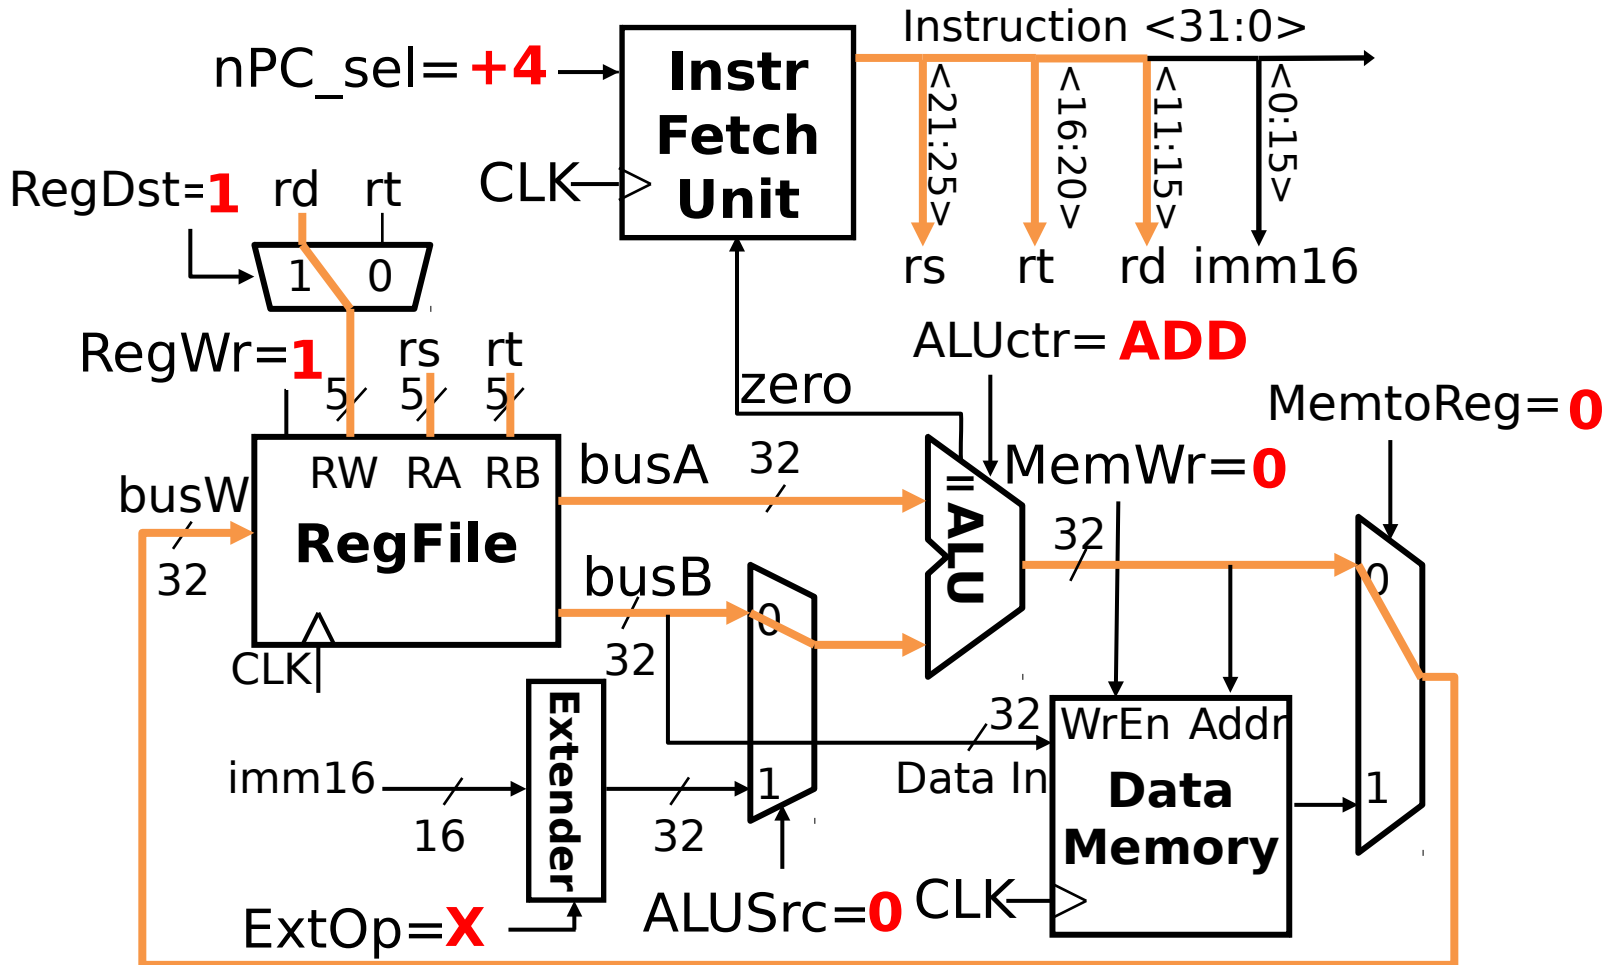 Instruction <31:0>
nPC_sel= +4
Instr
Fetch
Unit
CLK
<21:25>
<16:20>
<11:15>
<0:15>
rs
rt
rd
imm16
RegDst=1
rd
rt
1
0
RegWr=1
rs
rt
5
5
5
ALUctr= ADD
zero
MemtoReg=0
busW
32
RW RA RB
RegFile
CLK
busA
32
busB
32
= ALU
MemWr=0
32
0
1
0
1
Extender
imm16
16
32
ExtOp=X
ALUSrc=0
32
Data In
WrEn Addr
Data
Memory
CLK